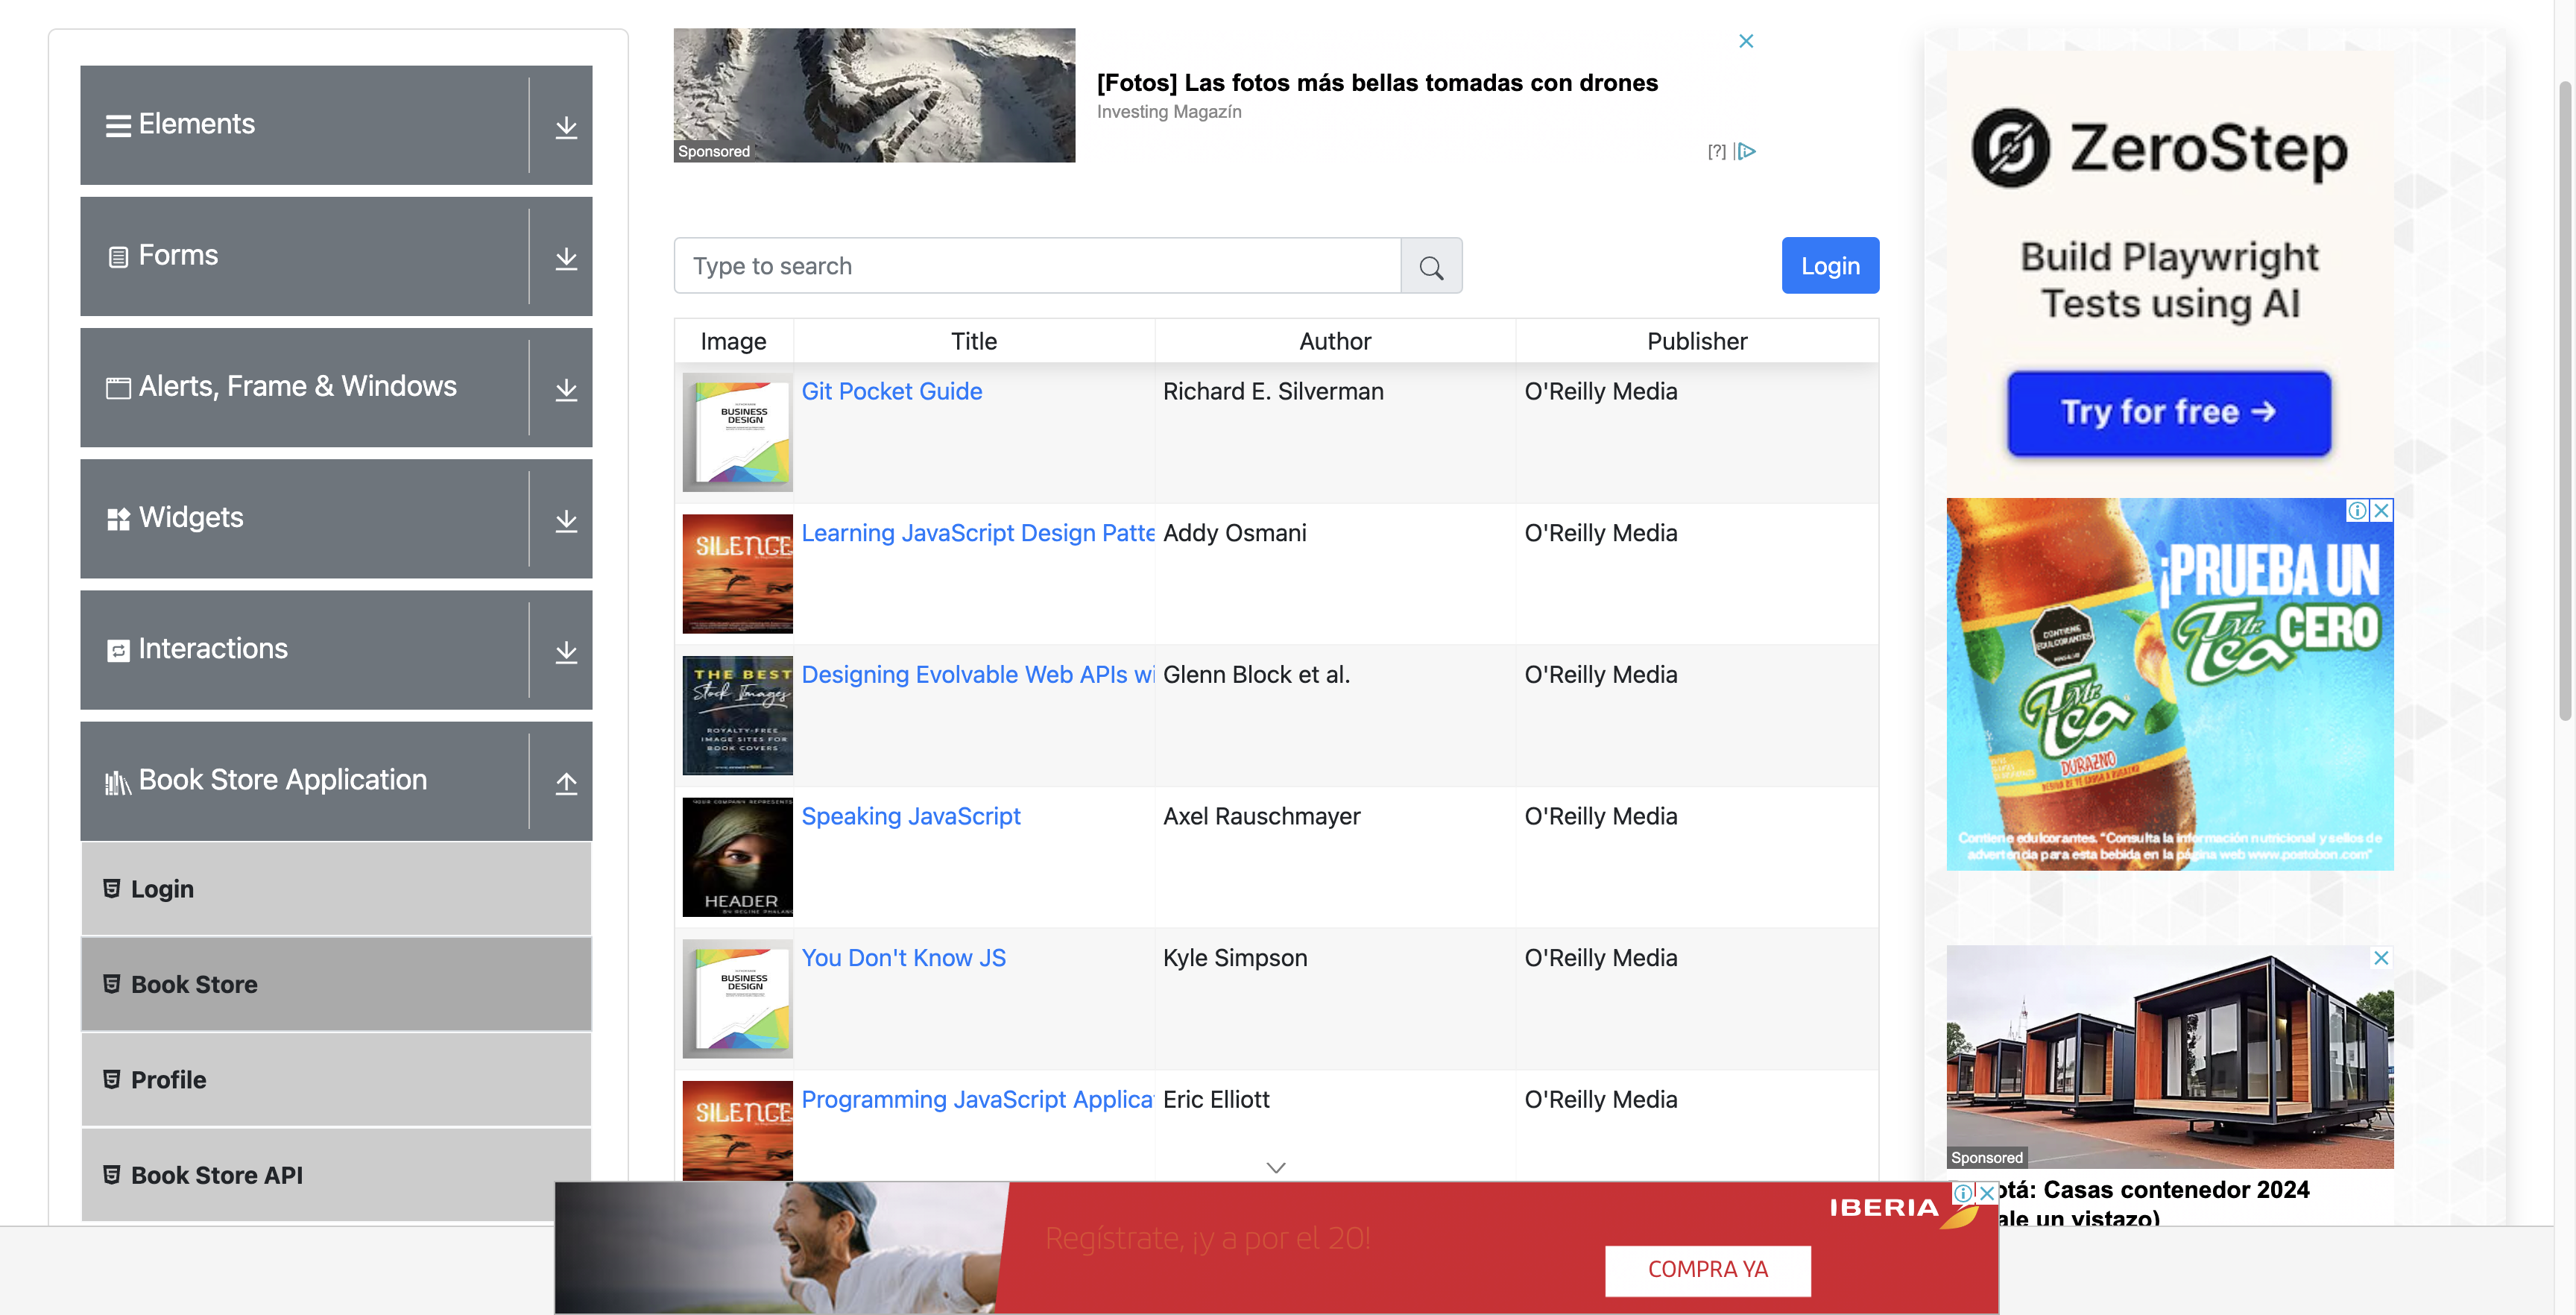 Elements
Forms
Alerts, Frame & Windows
Widgets
Interactions
Book Store Application
Login
Book Store
Profile
Book Store API
Sponsored
[Fotos] Las fotos más bellas tomadas con drones
Investing Magazín
[?]
Type to search
Login
Image Title Author Publisher
BUSINESS
DESIGN
Git Pocket Guide Richard E. Silverman O'Reilly Media
SILENCE
Learning JavaScript Design Patte Addy Osmani O'Reilly Media
THE BEST
Stock Images
ROYALTY-FREE
IMAGE SITES FOR
BOOK COVERS
Designing Evolvable Web APIs wi Glenn Block et al. O'Reilly Media
YOUR COMPANY REPRESENTS
HEADER
Speaking JavaScript Axel Rauschmayer O'Reilly Media
BUSINESS
DESIGN
You Don't Know JS Kyle Simpson O'Reilly Media
SILENCE
Programming JavaScript Applica Eric Elliott O'Reilly Media
ZeroStep
Build Playwright
Tests using AI
Try for free →
¡PRUEBA UN
Mr. Tea CERO
CONTIENE
EDULCORANTES
Mr. Tea
DURAZNO
Contiene edulcorantes. "Consulta la información nutricional y sellos de
advertencia para esta bebida en la página web www.postobon.com"
Sponsored
otá: Casas contenedor 2024
ale un vistazo)
Regístrate, ¡y a por el 20!
IBERIA
COMPRA YA